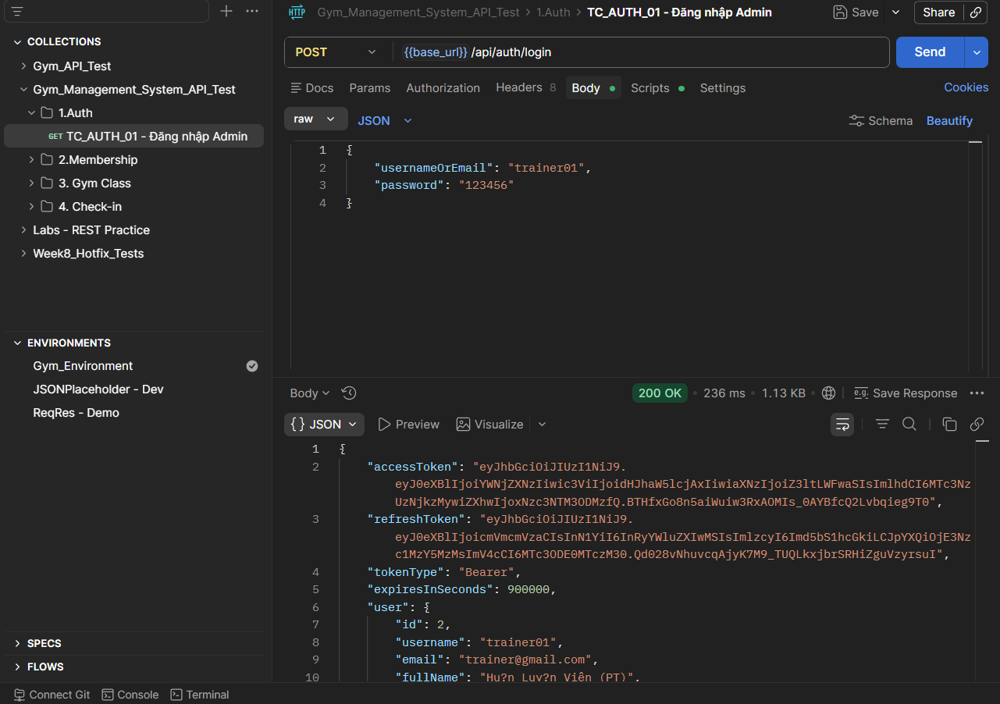 COLLECTIONS
Gym_API_Test
Gym_Management_System_API_Test
1.Auth
GET TC_AUTH_01 - Đăng nhập Admin
2.Membership
3. Gym Class
4. Check-in
Labs - REST Practice
Week8_Hotfix_Tests
ENVIRONMENTS
Gym_Environment
JSONPlaceholder - Dev
ReqRes - Demo
SPECS
FLOWS
HTTP Gym_Management_System_API_Test > 1.Auth > TC_AUTH_01 - Đăng nhập Admin Save Share
POST {{base_url}} /api/auth/login Send
Docs Params Authorization Headers 8 Body Scripts Settings Cookies
raw JSON Schema Beautify
1 {
2 "usernameOrEmail": "trainer01",
3 "password": "123456"
4 }
Body 200 OK 236 ms 1.13 KB e.g. Save Response
{} JSON Preview Visualize
1 {
2 "accessToken": "eyJhbGciOiJIUzI1NiJ9.
eyJ0eXBlIjoiYWNjZXNzIiwic3ViIjoidHJhaW5lcjAxIiwiaXNzIjoiZ3ltLWFwaSIsImlhdCI6MTc3Nz
UzNjkzMywiZXhwIjoxNzc3NTM3ODMzfQ.BTHfxGo8n5aiWuiw3RxAOMIs_0AYBfcQ2Lvbqieg9T0",
3 "refreshToken": "eyJhbGciOiJIUzI1NiJ9.
eyJ0eXBlIjoicmVmcmVzaCIsInN1YiI6InRyYWluZXIwMSIsImlzcyI6Imd5bS1hcGkiLCJpYXQiOjE3Nz
c1MzY5MzMsImV4cCI6MTc3ODE0MTczM30.Qd028vNhuvcqAjyK7M9_TUQLkxjbrSRHiZguVzyrsuI",
4 "tokenType": "Bearer",
5 "expiresInSeconds": 900000,
6 "user": {
7 "id": 2,
8 "username": "trainer01",
9 "email": "trainer@gmail.com",
10 "fullName": "Hu?n Luy?n Viên (PT)",
Connect Git Console Terminal